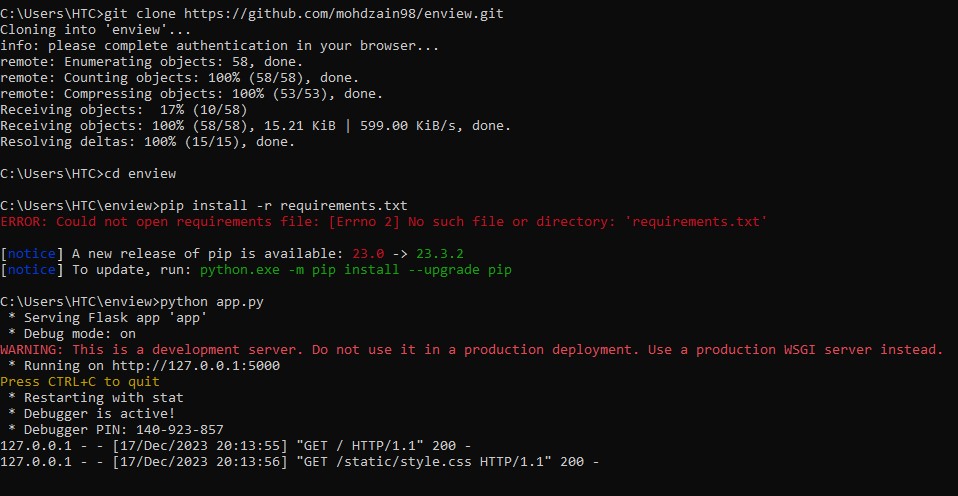 C:\Users\HTC>git clone https://github.com/mohdzain98/enview.git
Cloning into 'enview'...
info: please complete authentication in your browser...
remote: Enumerating objects: 58, done.
remote: Counting objects: 100% (58/58), done.
remote: Compressing objects: 100% (53/53), done.
Receiving objects:  17% (10/58)
Receiving objects: 100% (58/58), 15.21 KiB | 599.00 KiB/s, done.
Resolving deltas: 100% (15/15), done.
C:\Users\HTC>cd enview
C:\Users\HTC\enview>pip install -r requirements.txt
ERROR: Could not open requirements file: [Errno 2] No such file or directory: 'requirements.txt'
[notice] A new release of pip is available: 23.0 -> 23.3.2
[notice] To update, run: python.exe -m pip install --upgrade pip
C:\Users\HTC\enview>python app.py
 * Serving Flask app 'app'
 * Debug mode: on
WARNING: This is a development server. Do not use it in a production deployment. Use a production WSGI server instead.
 * Running on http://127.0.0.1:5000
Press CTRL+C to quit
 * Restarting with stat
 * Debugger is active!
 * Debugger PIN: 140-923-857
127.0.0.1 - - [17/Dec/2023 20:13:55] "GET / HTTP/1.1" 200 -
127.0.0.1 - - [17/Dec/2023 20:13:56] "GET /static/style.css HTTP/1.1" 200 -